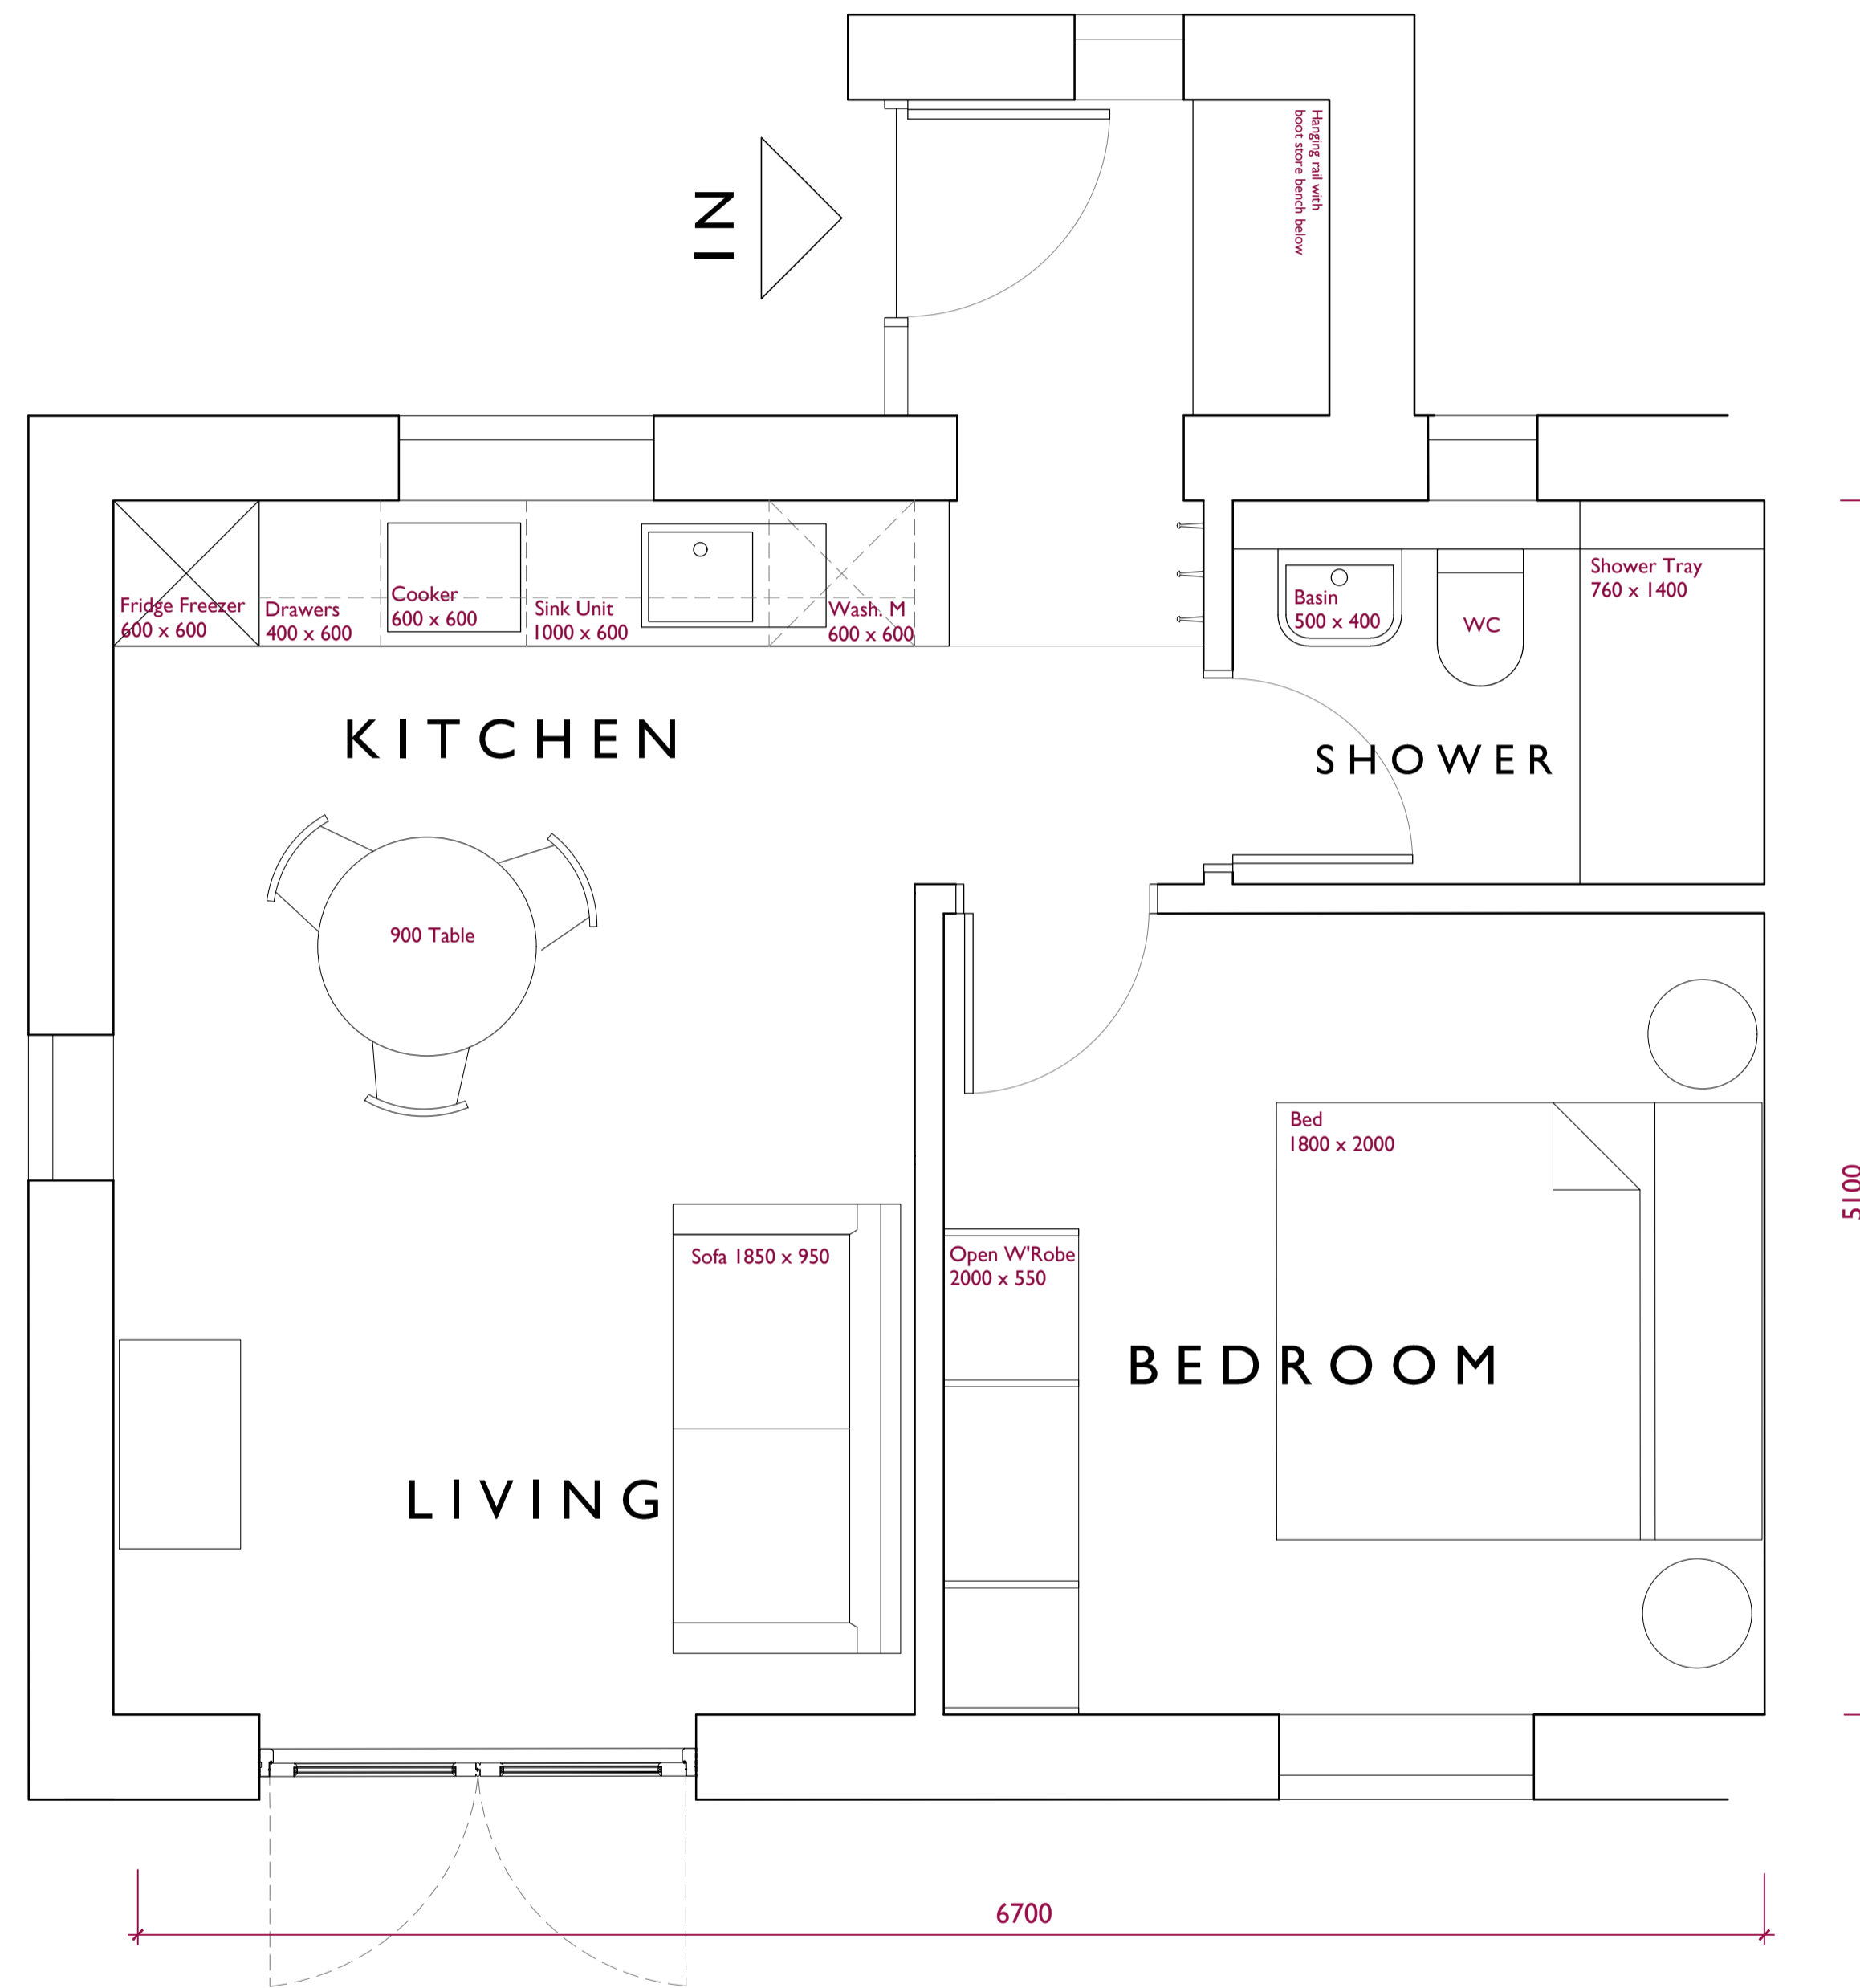 Hanging rail with
boot store bench below
IN
Fridge Freezer
600 x 600
Drawers
400 x 600
Cooker
600 x 600
Sink Unit
1000 x 600
Wash. M
600 x 600
Basin
500 x 400
WC
Shower Tray
760 x 1400
KITCHEN
SHOWER
900 Table
Bed
1800 x 2000
5100
Sofa 1850 x 950
Open W'Robe
2000 x 550
BEDROOM
LIVING
6700